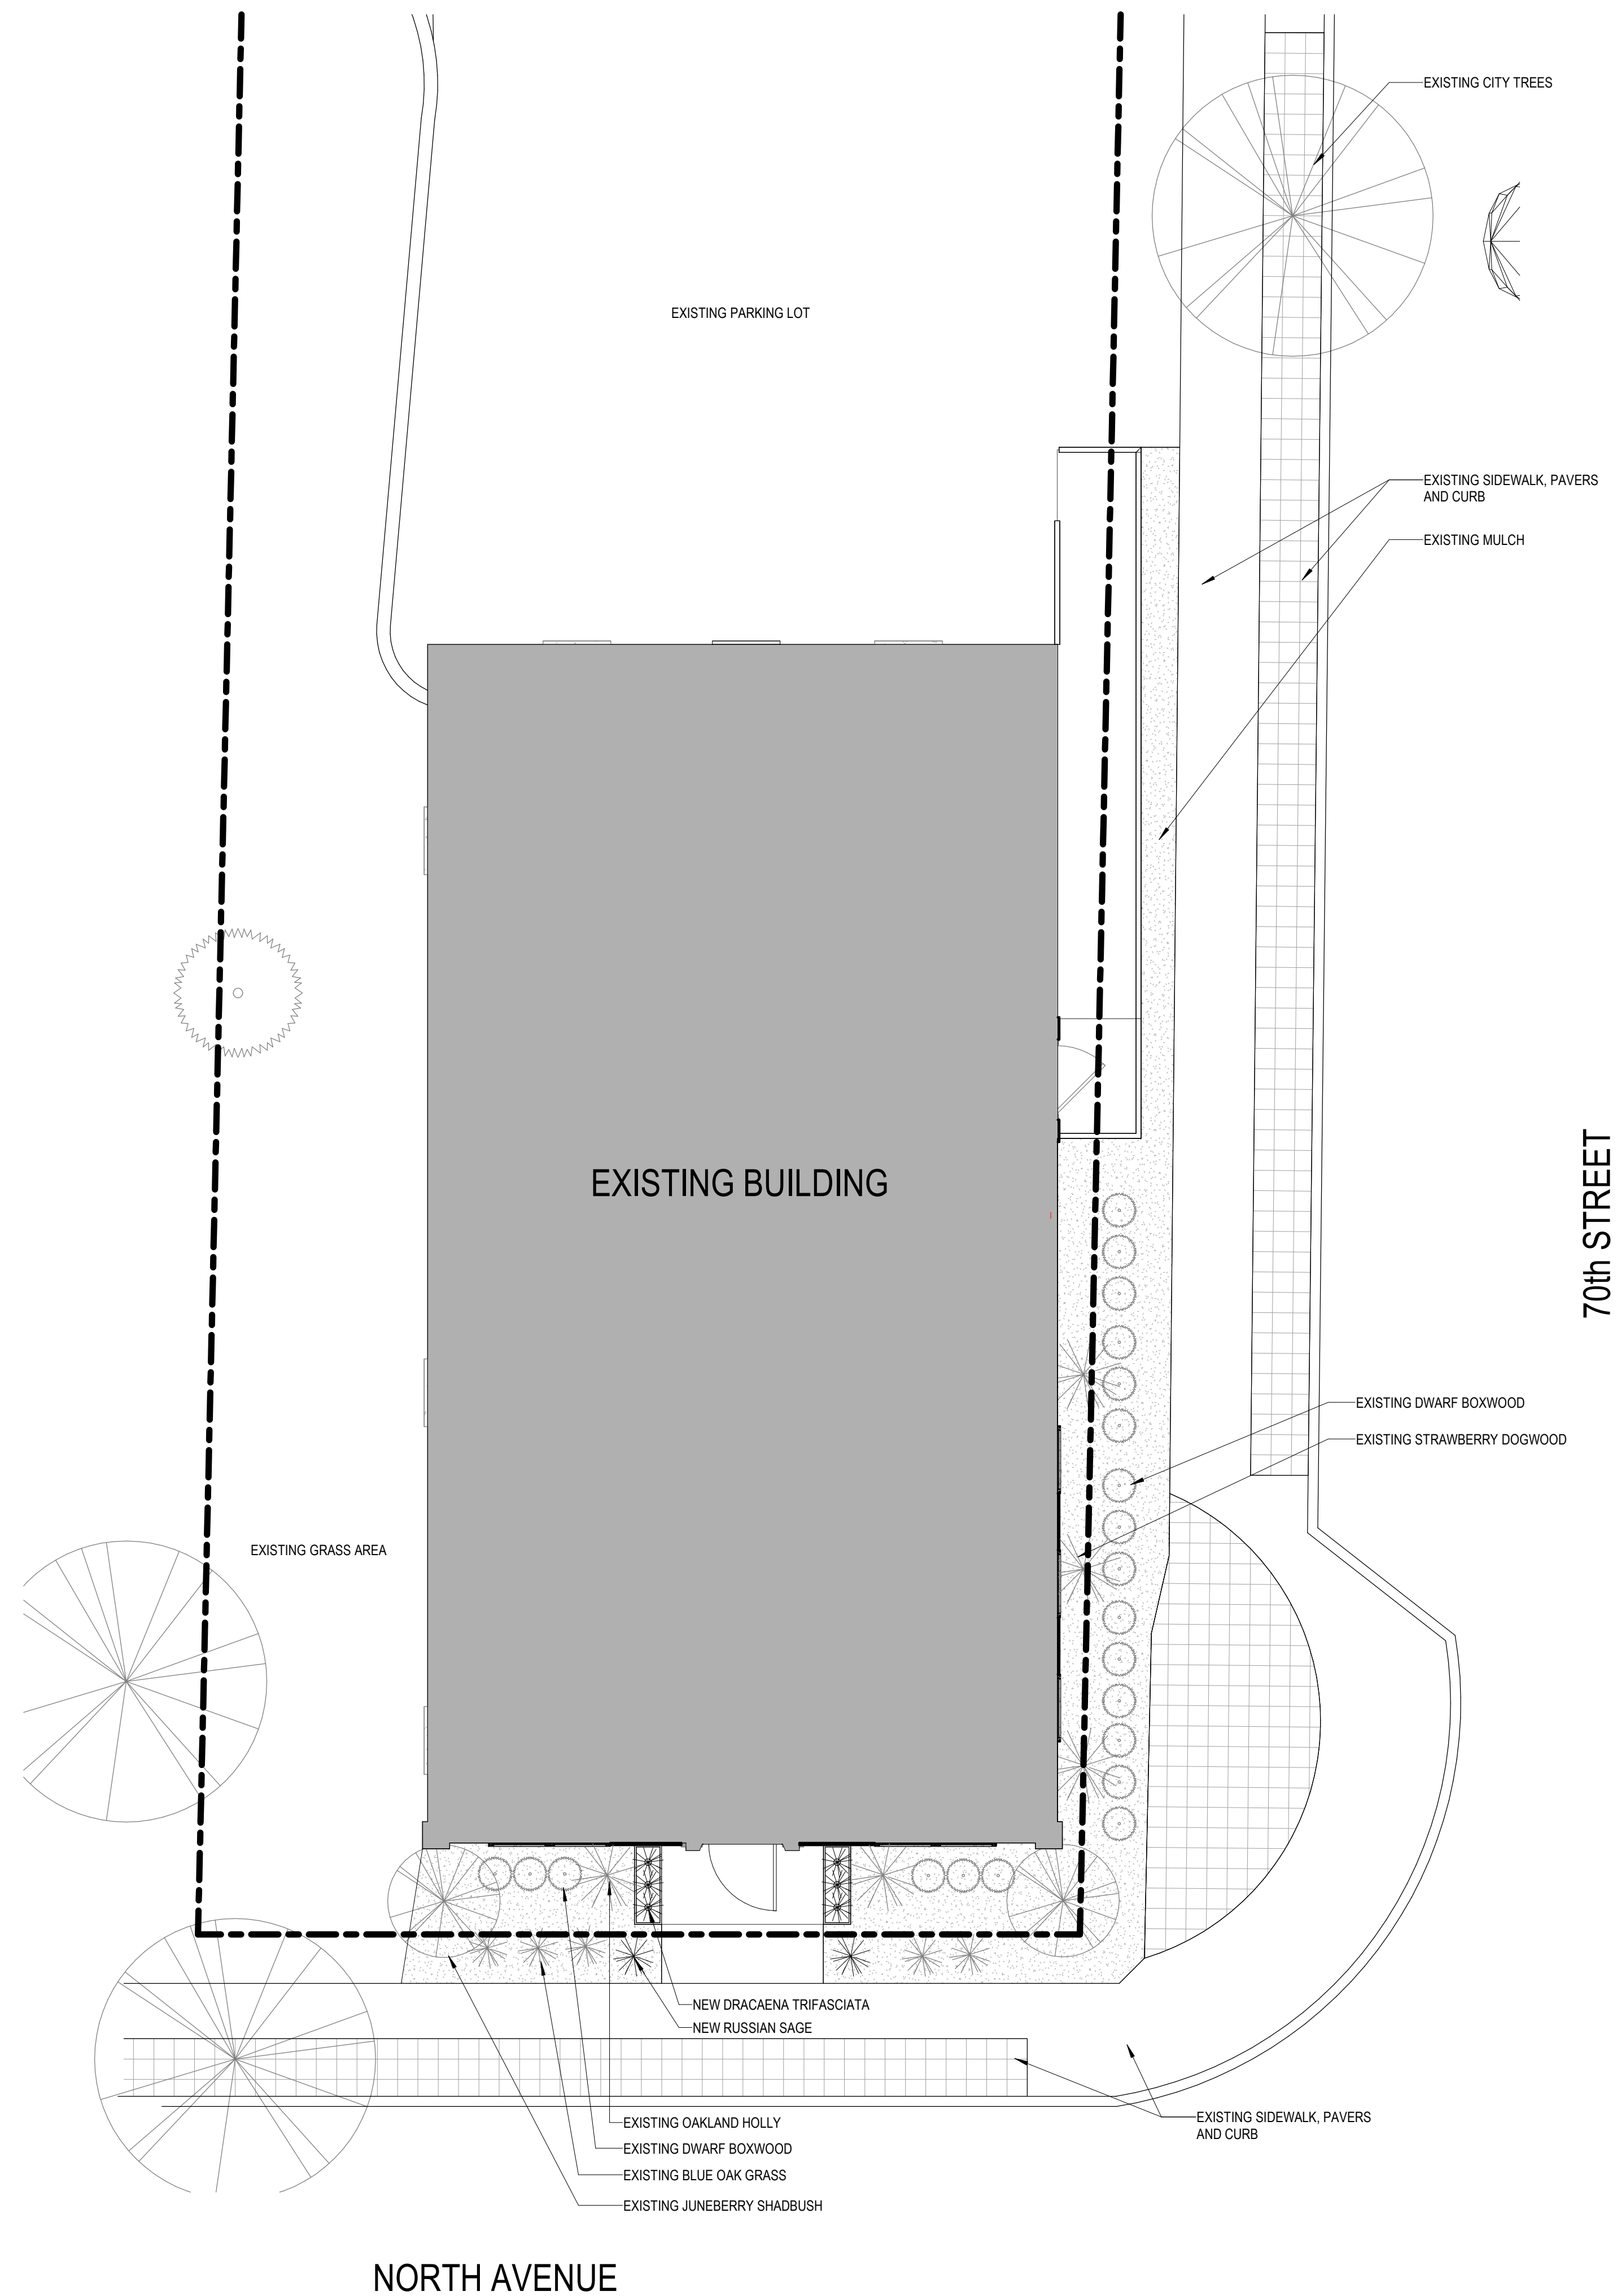 EXISTING CITY TREES
EXISTING PARKING LOT
EXISTING SIDEWALK, PAVERS
AND CURB
EXISTING MULCH
EXISTING BUILDING
70th STREET
EXISTING DWARF BOXWOOD
EXISTING STRAWBERRY DOGWOOD
EXISTING GRASS AREA
NEW DRACAENA TRIFASCIATA
NEW RUSSIAN SAGE
EXISTING SIDEWALK, PAVERS
AND CURB
EXISTING OAKLAND HOLLY
EXISTING DWARF BOXWOOD
EXISTING BLUE OAK GRASS
EXISTING JUNEBERRY SHADBUSH
NORTH AVENUE